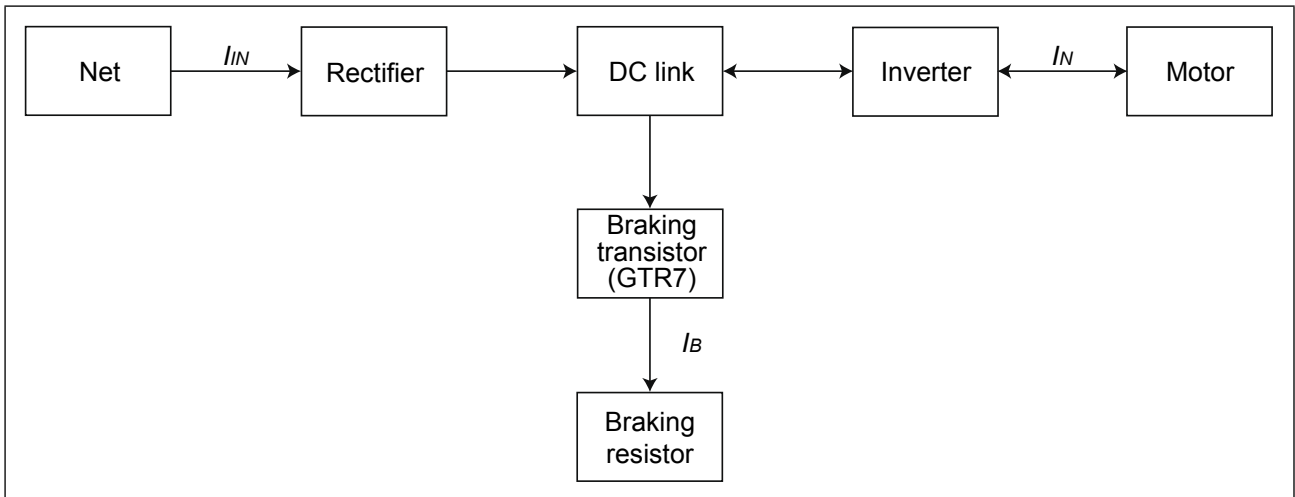 Net
IIN
Rectifier
DC link
Inverter
IN
Motor
Braking
transistor
(GTR7)
IB
Braking
resistor